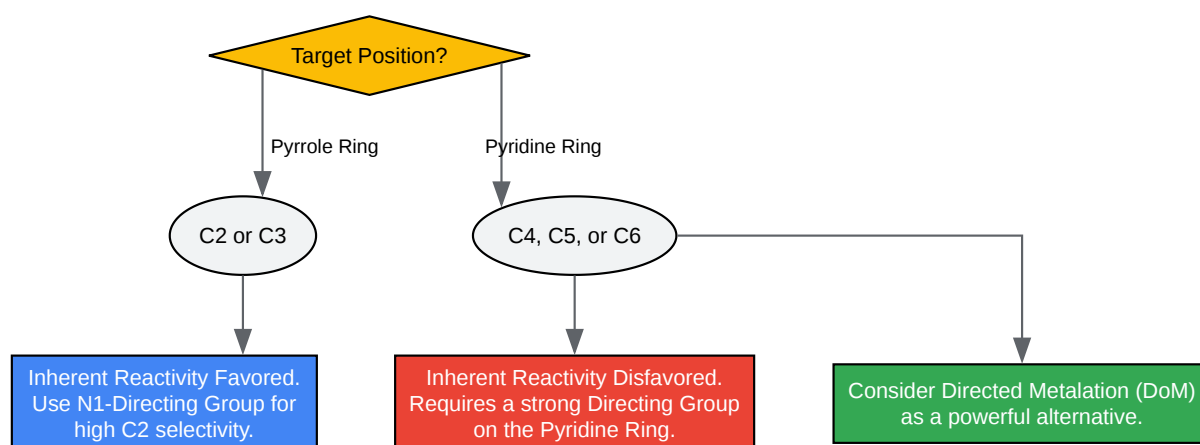 Target Position?
Pyrrole Ring
Pyridine Ring
C2 or C3
C4, C5, or C6
Inherent Reactivity Favored.
Use N1-Directing Group for
high C2 selectivity.
Inherent Reactivity Disfavored.
Requires a strong Directing Group
on the Pyridine Ring.
Consider Directed Metalation (DoM)
as a powerful alternative.